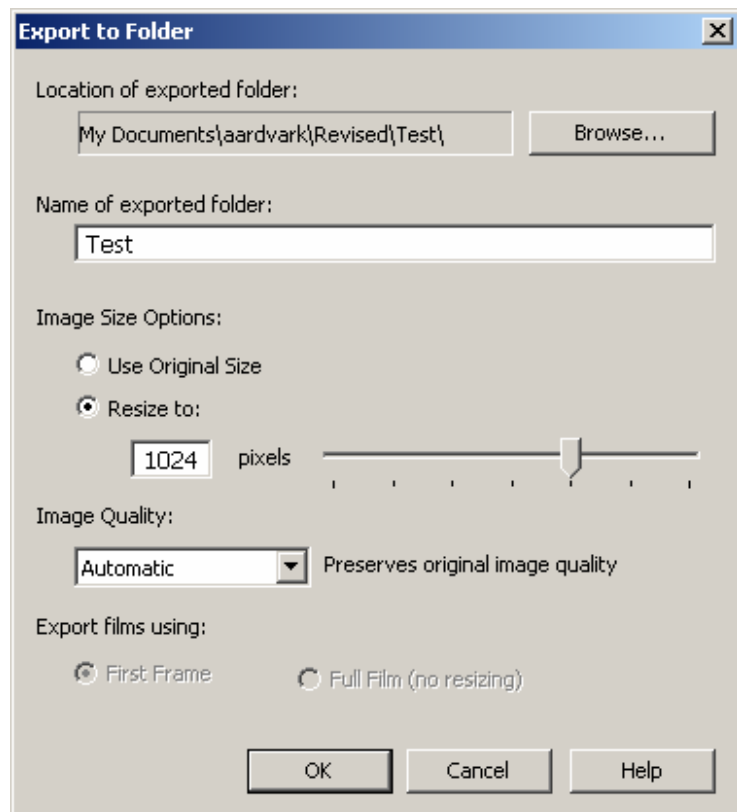 Export to Folder
Location of exported folder:
My Documents\aardvark\Revised\Test\
Browse...
Name of exported folder:
Test
Image Size Options:
Use Original Size
Resize to:
1024 pixels
Image Quality:
Automatic Preserves original image quality
Export films using:
First Frame Full Film (no resizing)
OK Cancel Help